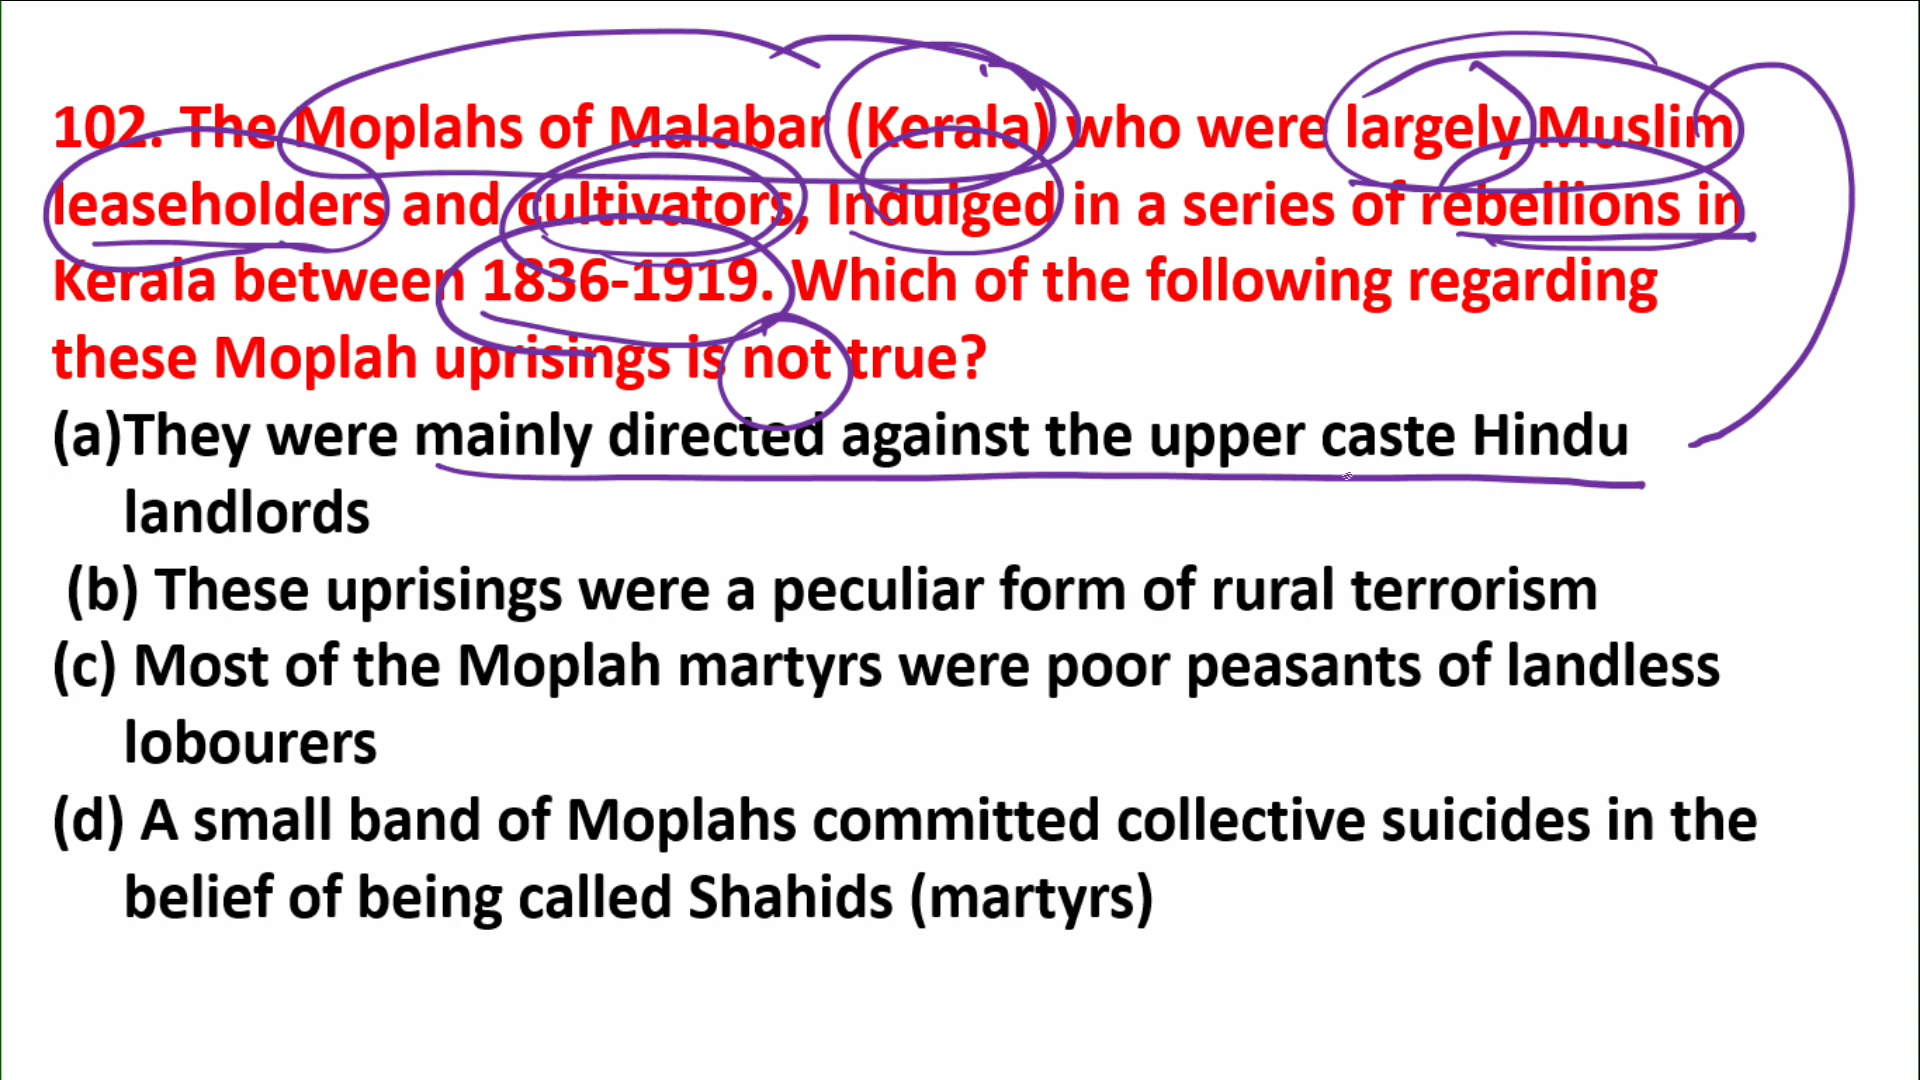 102. The Moplahs of Malabar (Kerala) who were largely Muslim
leaseholders and cultivators, Indulged in a series of rebellions in
Kerala between 1836-1919. Which of the following regarding
these Moplah uprisings is not true?
(a)They were mainly directed against the upper caste Hindu
landlords
(b) These uprisings were a peculiar form of rural terrorism
(c) Most of the Moplah martyrs were poor peasants of landless
lobourers
(d) A small band of Moplahs committed collective suicides in the
belief of being called Shahids (martyrs)